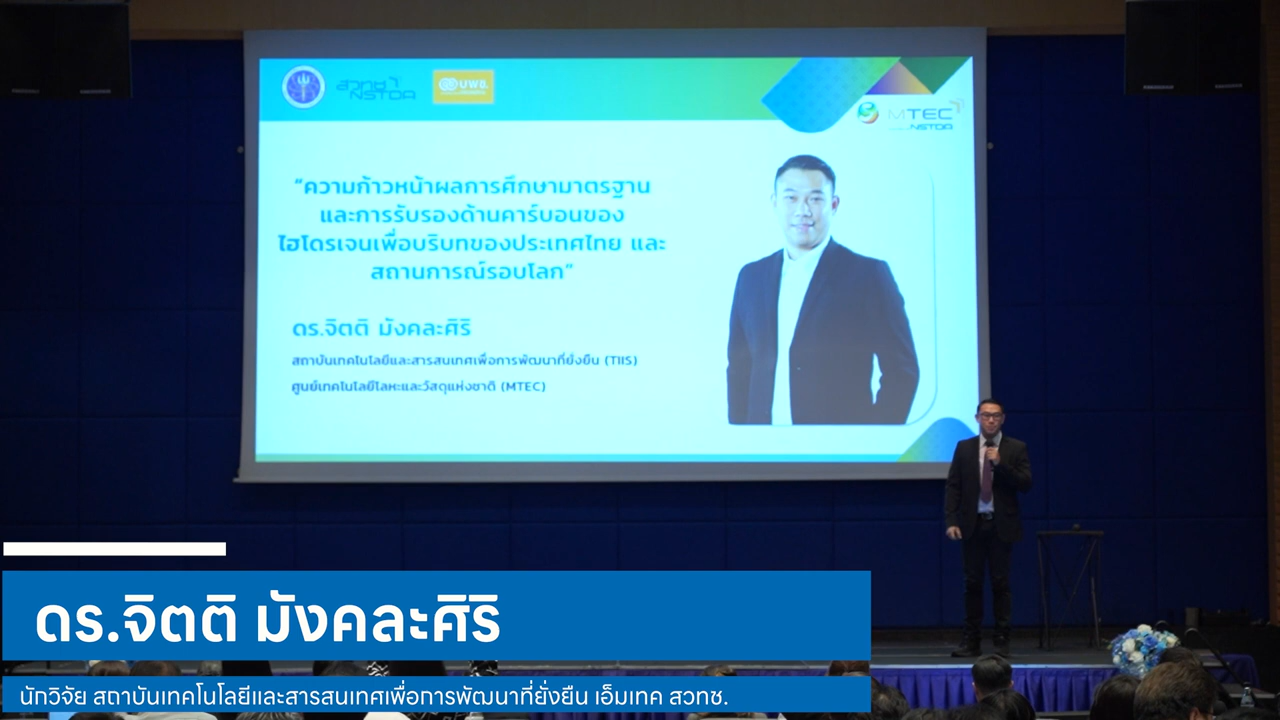 สวทช
NSTDA
บพข.
MTEC
NSTDA
“ความก้าวหน้าผลการศึกษามาตรฐาน
และการรับรองด้านคาร์บอนของ
ไฮโดรเจนเพื่อบริบทของประเทศไทย และ
สถานการณ์รอบโลก”
ดร.จิตติ มังคละศิริ
สถาบันเทคโนโลยีและสารสนเทศเพื่อการพัฒนาที่ยั่งยืน (TIIS)
ศูนย์เทคโนโลยีโลหะและวัสดุแห่งชาติ (MTEC)
ดร.จิตติ มังคละศิริ
นักวิจัย สถาบันเทคโนโลยีและสารสนเทศเพื่อการพัฒนาที่ยั่งยืน เอ็มเทค สวทช.